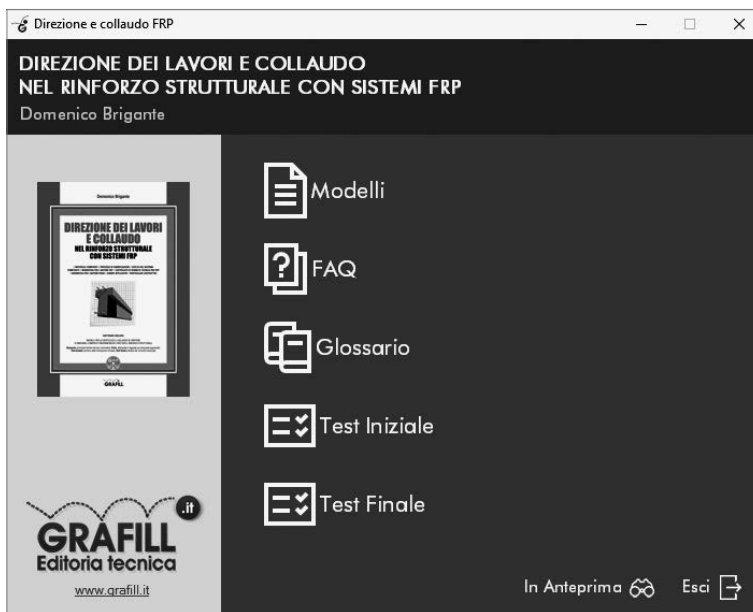 Direzione e collaudo FRP
DIREZIONE DEI LAVORI E COLLAUDO
NEL RINFORZO STRUTTURALE CON SISTEMI FRP
Domenico Brigante
Domenico Brigante
DIREZIONE DEI LAVORI
E COLLAUDO
NEL RINFORZO STRUTTURALE
CON SISTEMI FRP
GRAFILL
Modelli
FAQ
Glossario
Test Iniziale
Test Finale
.it
GRAFILL
Editoria tecnica
www.grafill.it
In Anteprima
Esci